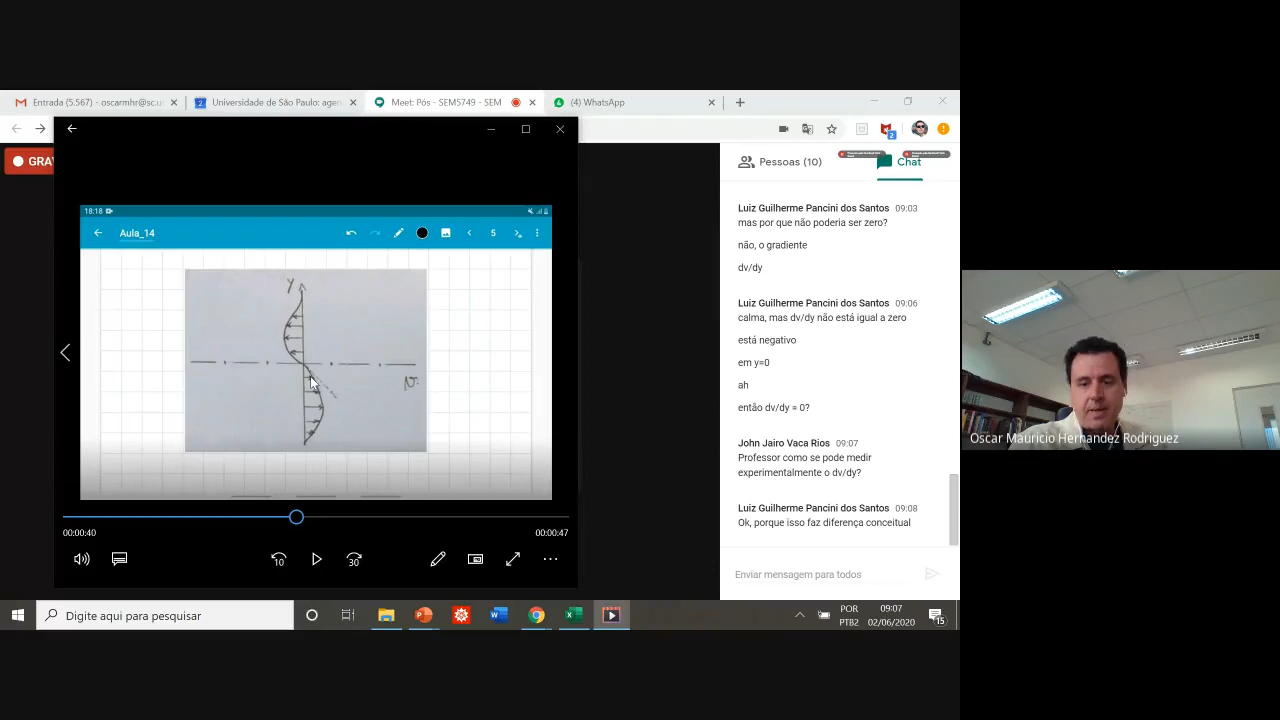 Entrada (5.567) - oscarmhr@sc.u
Universidade de São Paulo: agen
Meet: Pós - SEM5749 - SEM
(4) WhatsApp
GRA
2
Pessoas (10)
Chat
18:18
Aula_14
5
y
v
00:00:40
00:00:47
10
30
Luiz Guilherme Pancini dos Santos 09:03
mas por que não poderia ser zero?
não, o gradiente
dv/dy
Luiz Guilherme Pancini dos Santos 09:06
calma, mas dv/dy não está igual a zero
está negativo
em y=0
ah
então dv/dy = 0?
John Jairo Vaca Rios 09:07
Professor como se pode medir
experimentalmente o dv/dy?
Luiz Guilherme Pancini dos Santos 09:08
Ok, porque isso faz diferença conceitual
Enviar mensagem para todos
Oscar Mauricio Hernandez Rodriguez
Digite aqui para pesquisar
POR
PTB2
09:07
02/06/2020
15